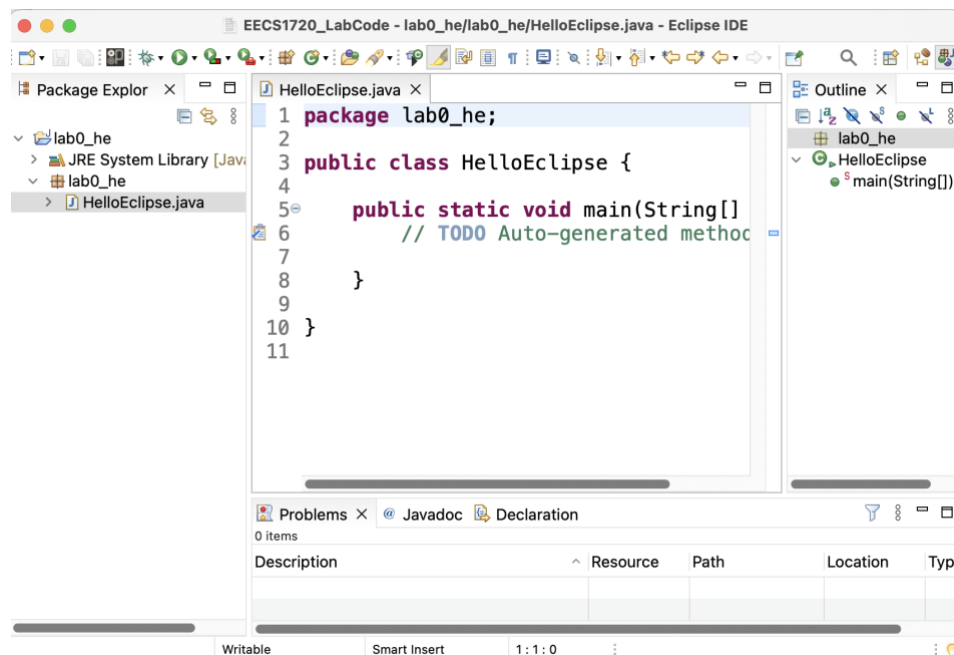 EECS1720_LabCode - lab0_he/lab0_he/HelloEclipse.java - Eclipse IDE
Package Explor
lab0_he
JRE System Library [Java
lab0_he
HelloEclipse.java
HelloEclipse.java
1 package lab0_he;
2
3 public class HelloEclipse {
4
5 public static void main(String[]
6 // TODO Auto-generated method
7
8 }
9
10 }
11
Outline
lab0_he
HelloEclipse
main(String[])
Problems
Javadoc
Declaration
0 items
Description Resource Path Location Typ
Writable Smart Insert 1 : 1 : 0